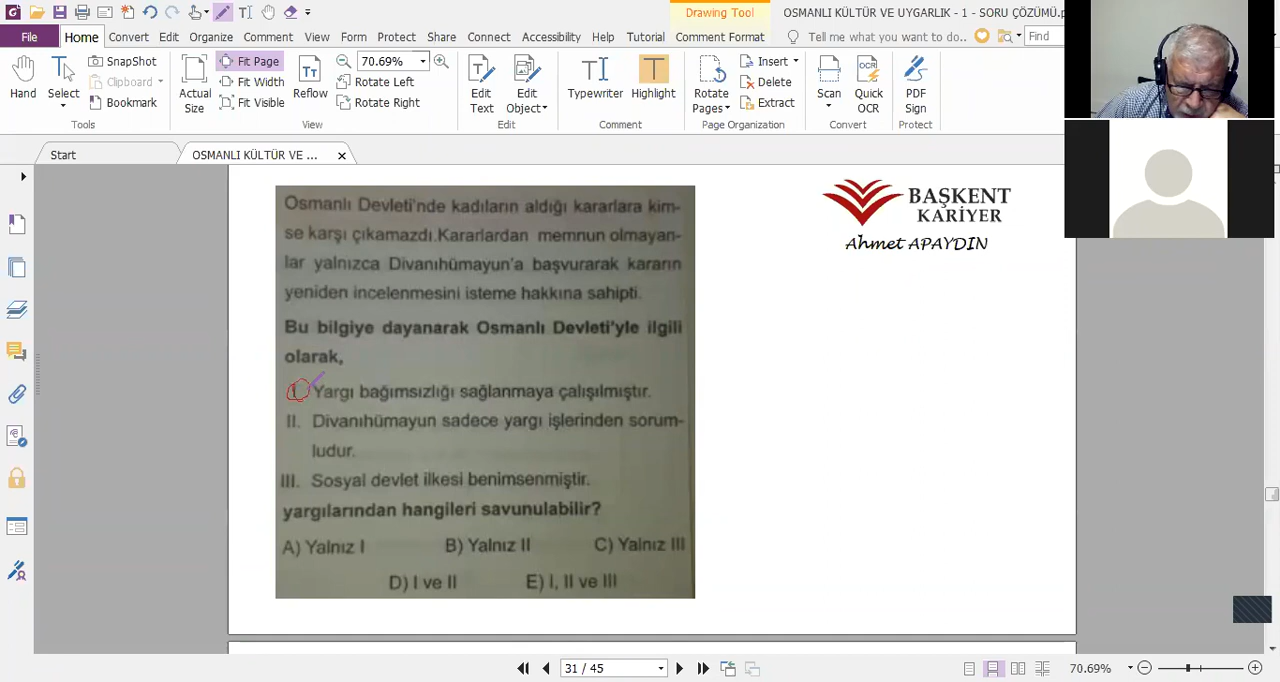 Drawing Tool
OSMANLI KÜLTÜR VE UYGARLIK - 1 - SORU ÇÖZÜMÜ.p
File Home Convert Edit Organize Comment View Form Protect Share Connect Accessibility Help Tutorial Comment Format Tell me what you want to do.. Find
Hand Select SnapShot Clipboard Bookmark Actual Size Fit Page Fit Width Fit Visible Reflow 70.69% Rotate Left Rotate Right Edit Text Edit Object Typewriter Highlight Rotate Pages Insert Delete Extract Scan Quick OCR PDF Sign
Tools View Edit Comment Page Organization Convert Protect
Start OSMANLI KÜLTÜR VE ...
Osmanlı Devleti'nde kadıların aldığı kararlara kim-
se karşı çıkamazdı.Kararlardan memnun olmayan-
lar yalnızca Divanıhümayun'a başvurarak kararın
yeniden incelenmesini isteme hakkına sahipti.
Bu bilgiye dayanarak Osmanlı Devleti'yle ilgili
olarak,
I. Yargı bağımsızlığı sağlanmaya çalışılmıştır.
II. Divanıhümayun sadece yargı işlerinden sorum-
ludur.
III. Sosyal devlet ilkesi benimsenmiştir.
yargılarından hangileri savunulabilir?
A) Yalnız I B) Yalnız II C) Yalnız III
D) I ve II E) I, II ve III
BAŞKENT
KARİYER
Ahmet APAYDIN
31 / 45 70.69%